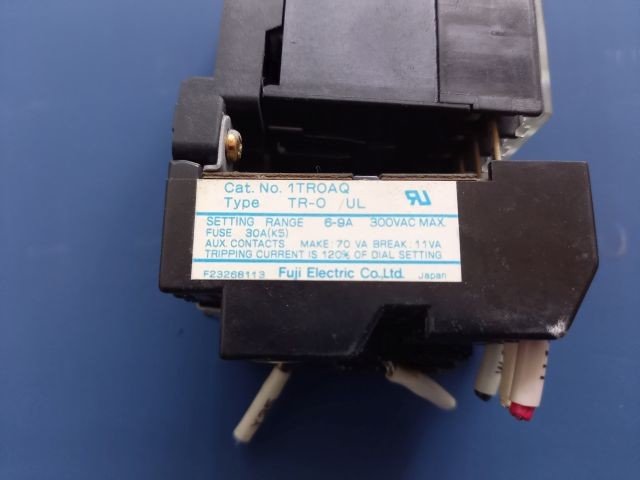 Cat. No. 1TR0AQ
Type TR-0 /UL
SETTING RANGE 6-9A 300VAC MAX.
FUSE 30A(K5)
AUX. CONTACTS MAKE: 70 VA BREAK: 11VA
TRIPPING CURRENT IS 120% OF DIAL SETTING
F23268113 Fuji Electric Co., Ltd. Japan